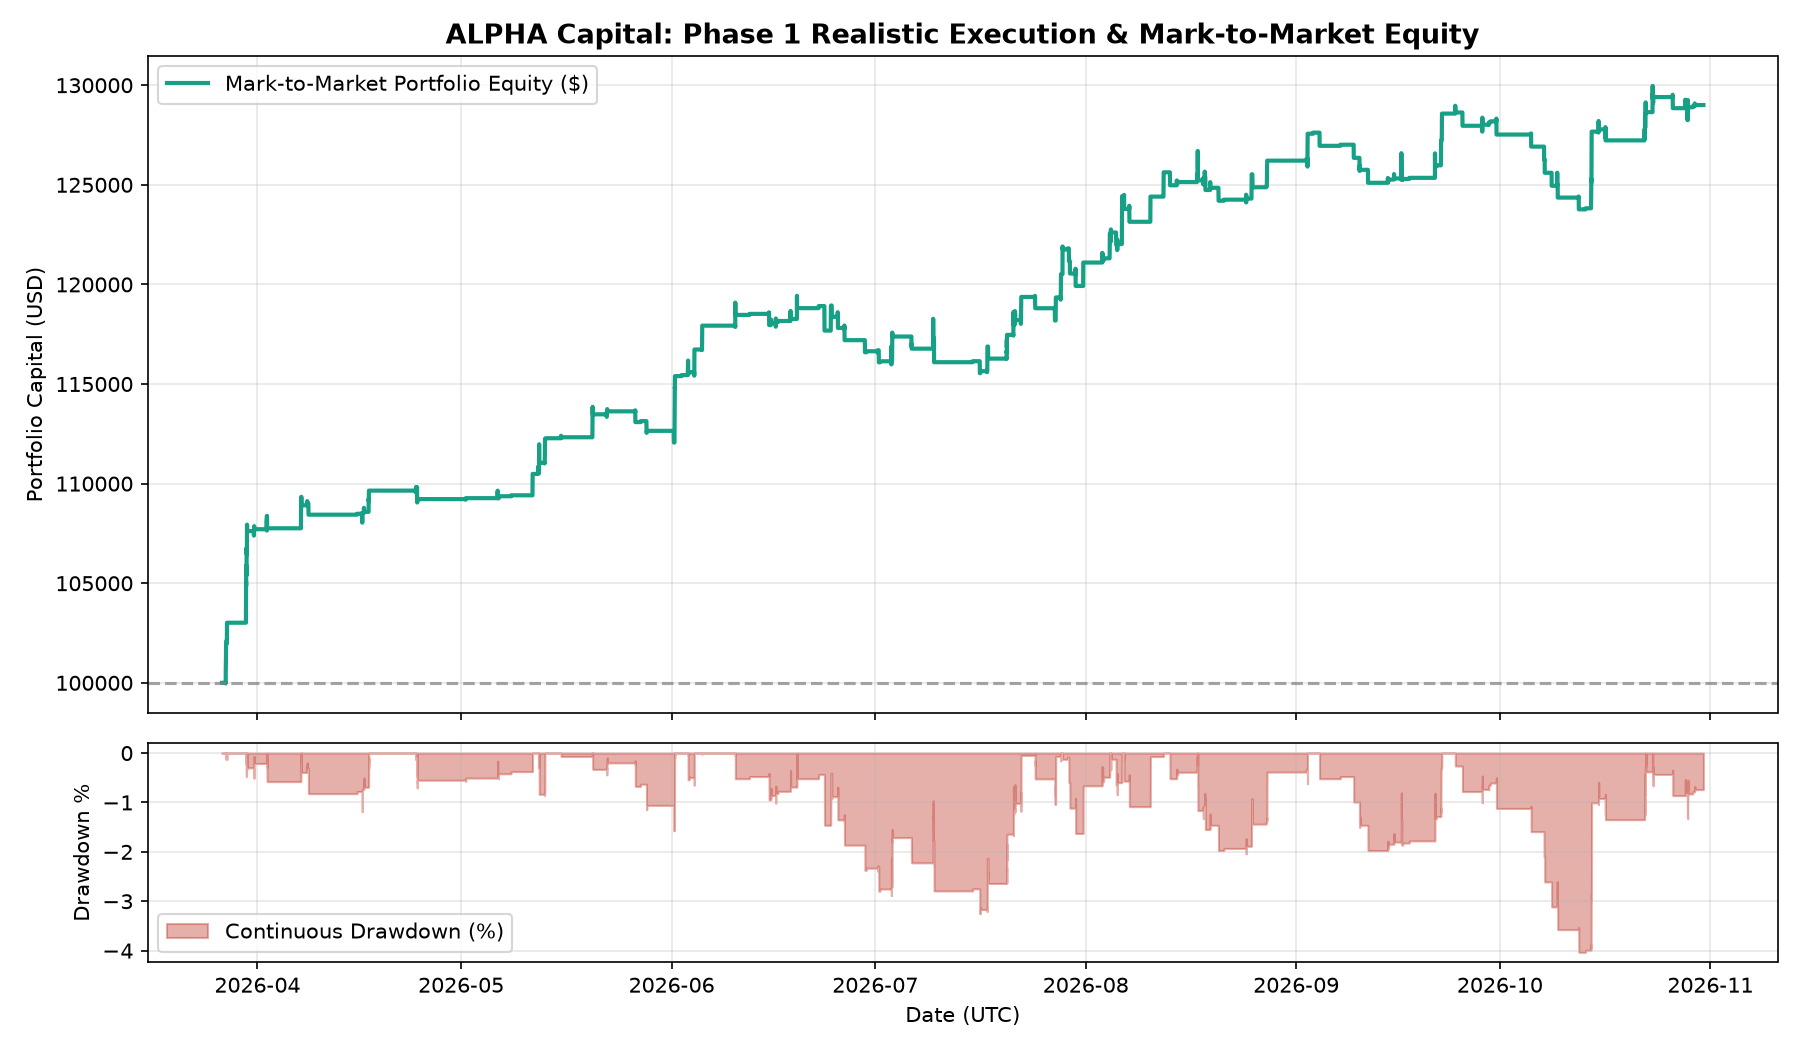 ALPHA Capital: Phase 1 Realistic Execution & Mark-to-Market Equity
Mark-to-Market Portfolio Equity ($)
Portfolio Capital (USD)
130000
125000
120000
115000
110000
105000
100000
Drawdown %
0
−1
−2
−3
−4
Continuous Drawdown (%)
2026-04 2026-05 2026-06 2026-07 2026-08 2026-09 2026-10 2026-11
Date (UTC)